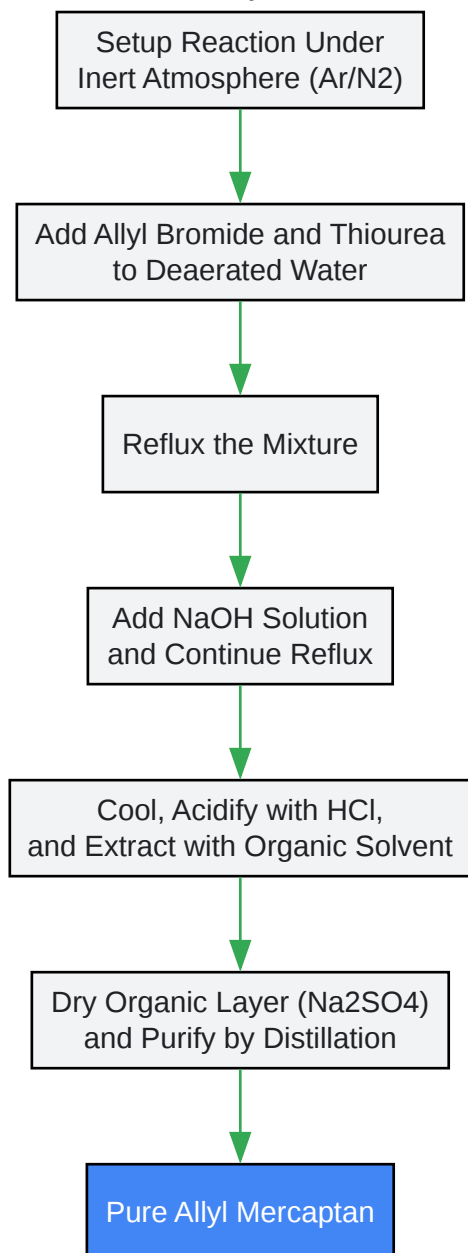 Setup Reaction Under
Inert Atmosphere (Ar/N2)
Add Allyl Bromide and Thiourea
to Deaerated Water
Reflux the Mixture
Add NaOH Solution
and Continue Reflux
Cool, Acidify with HCl,
and Extract with Organic Solvent
Dry Organic Layer (Na2SO4)
and Purify by Distillation
Pure Allyl Mercaptan